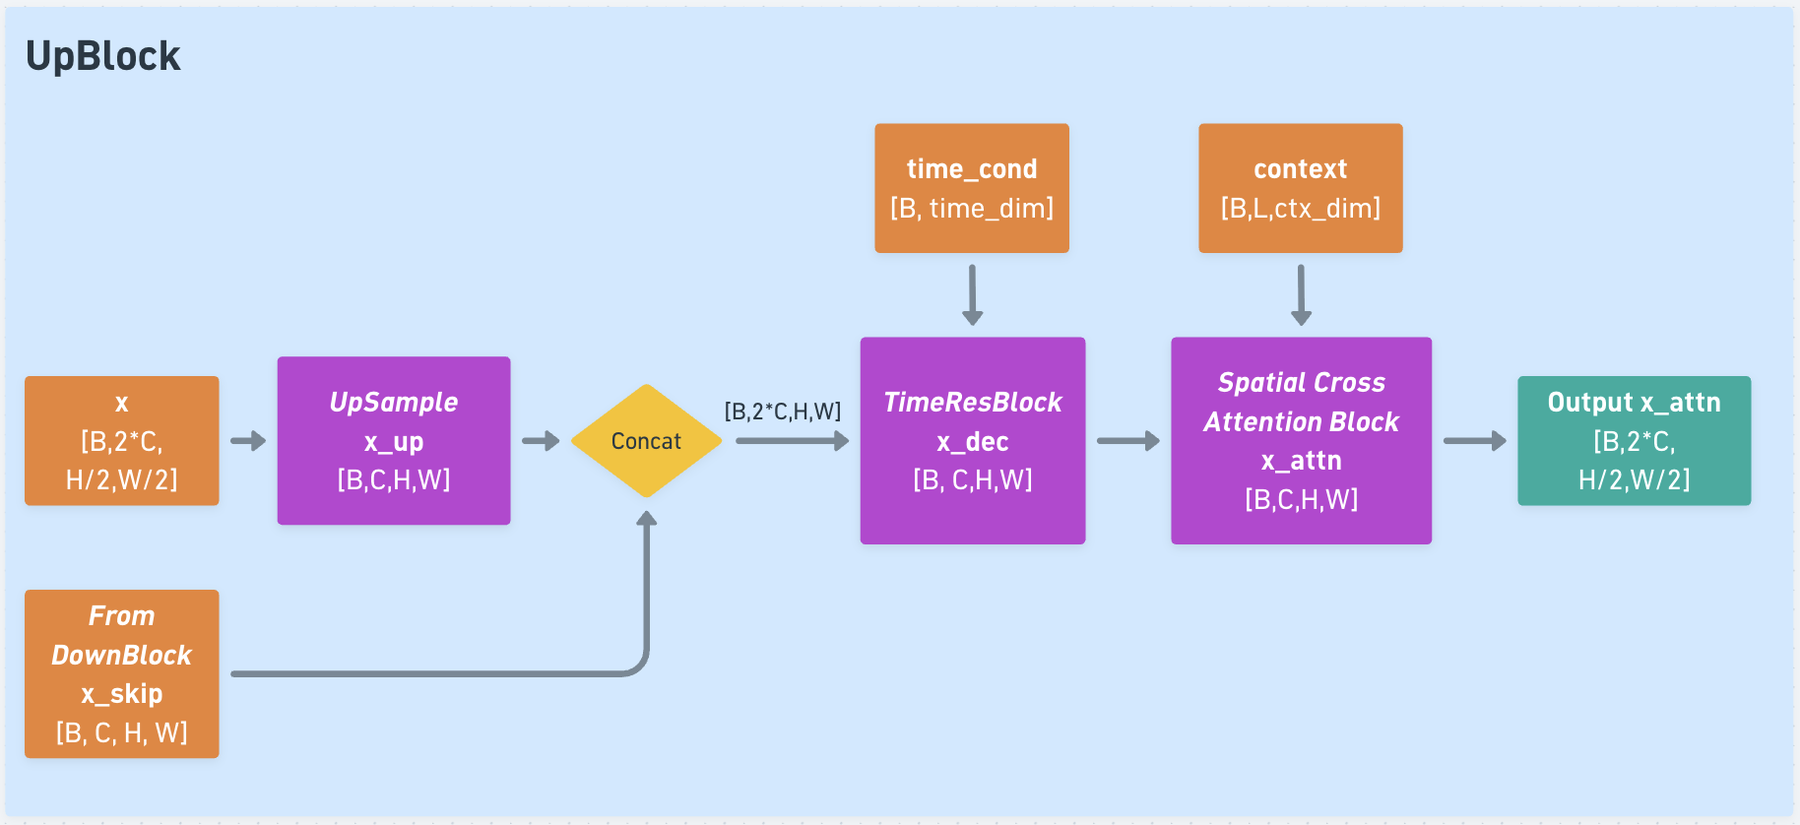 UpBlock
time_cond
[B, time_dim]
context
[B,L,ctx_dim]
x
[B,2*C,
H/2,W/2]
UpSample
x_up
[B,C,H,W]
Concat
[B,2*C,H,W]
TimeResBlock
x_dec
[B, C,H,W]
Spatial Cross
Attention Block
x_attn
[B,C,H,W]
Output x_attn
[B,2*C,
H/2,W/2]
From
DownBlock
x_skip
[B, C, H, W]